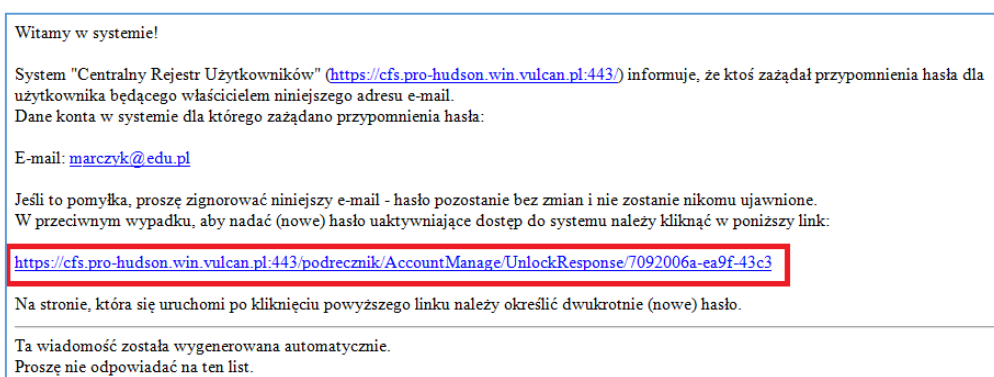 Witamy w systemie!
System "Centralny Rejestr Użytkowników" (https://cfs.pro-hudson.win.vulcan.pl:443/) informuje, że ktoś zażądał przypomnienia hasła dla
użytkownika będącego właścicielem niniejszego adresu e-mail.
Dane konta w systemie dla którego zażądano przypomnienia hasła:
E-mail: marczyk@edu.pl
Jeśli to pomyłka, proszę zignorować niniejszy e-mail - hasło pozostanie bez zmian i nie zostanie nikomu ujawnione.
W przeciwnym wypadku, aby nadać (nowe) hasło uaktywniające dostęp do systemu należy kliknąć w poniższy link:
https://cfs.pro-hudson.win.vulcan.pl:443/podrecznik/AccountManage/UnlockResponse/7092006a-ea9f-43c3
Na stronie, która się uruchomi po kliknięciu powyższego linku należy określić dwukrotnie (nowe) hasło.
Ta wiadomość została wygenerowana automatycznie.
Proszę nie odpowiadać na ten list.